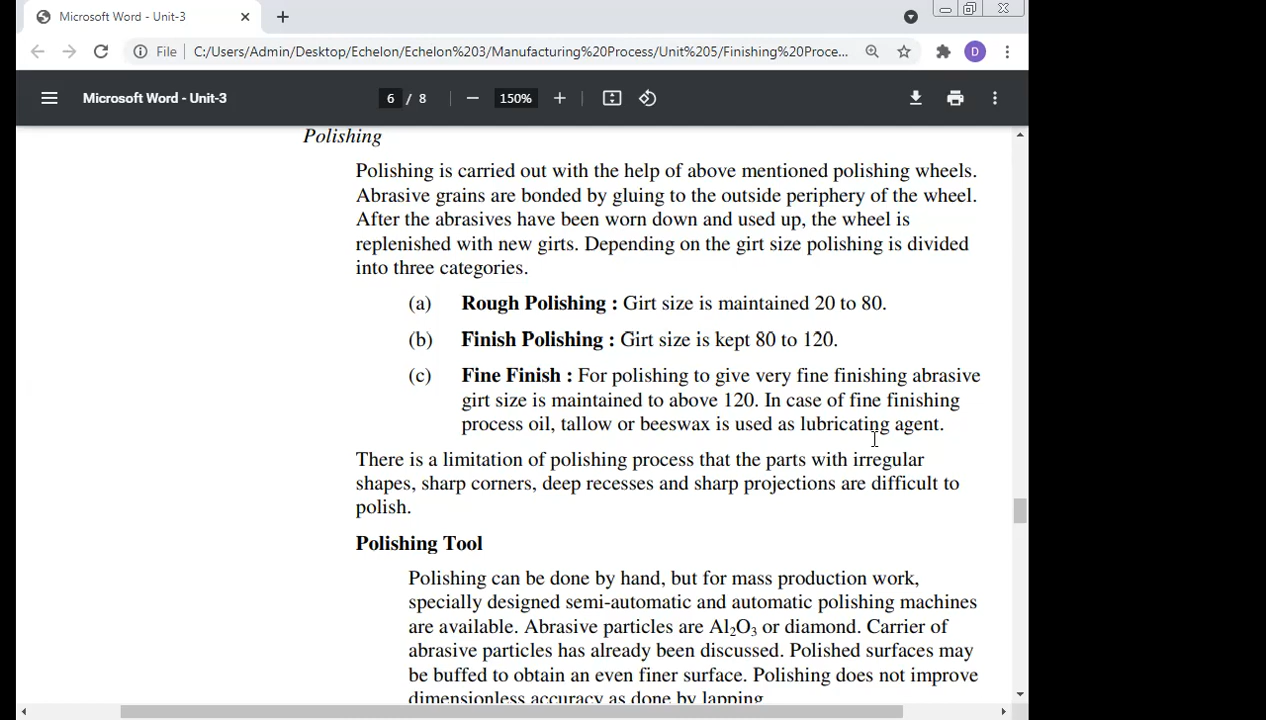 Microsoft Word - Unit-3
File C:/Users/Admin/Desktop/Echelon/Echelon%203/Manufacturing%20Process/Unit%205/Finishing%20Proce... D
Microsoft Word - Unit-3 6 / 8 150%
Polishing
Polishing is carried out with the help of above mentioned polishing wheels.
Abrasive grains are bonded by gluing to the outside periphery of the wheel.
After the abrasives have been worn down and used up, the wheel is
replenished with new girts. Depending on the girt size polishing is divided
into three categories.
(a) Rough Polishing : Girt size is maintained 20 to 80.
(b) Finish Polishing : Girt size is kept 80 to 120.
(c) Fine Finish : For polishing to give very fine finishing abrasive
girt size is maintained to above 120. In case of fine finishing
process oil, tallow or beeswax is used as lubricating agent.
There is a limitation of polishing process that the parts with irregular
shapes, sharp corners, deep recesses and sharp projections are difficult to
polish.
Polishing Tool
Polishing can be done by hand, but for mass production work,
specially designed semi-automatic and automatic polishing machines
are available. Abrasive particles are Al₂O₃ or diamond. Carrier of
abrasive particles has already been discussed. Polished surfaces may
be buffed to obtain an even finer surface. Polishing does not improve
dimensionless accuracy as done by lapping